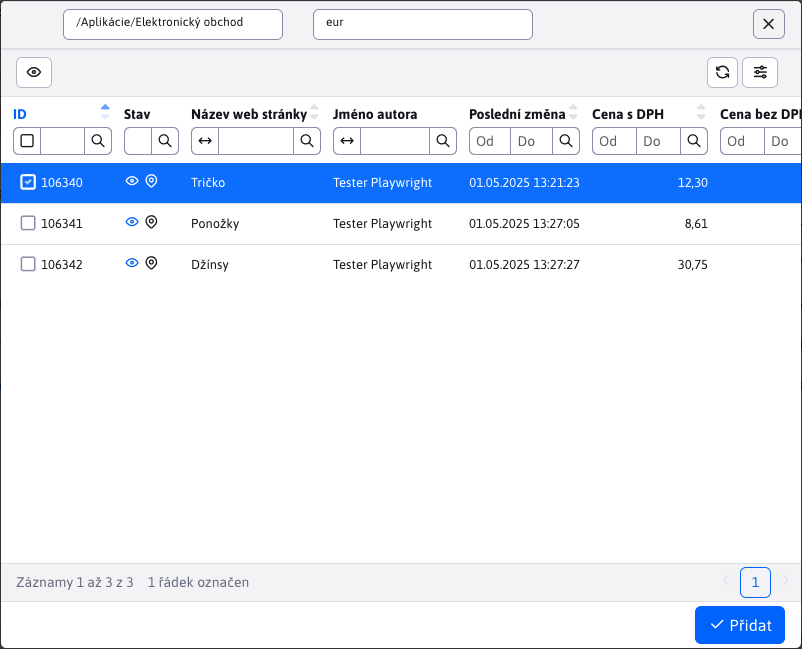 /Aplikácie/Elektronický obchod eur
ID Stav Název web stránky Jméno autora Poslední změna Cena s DPH Cena bez DPH
Od Do Od Do Od Do
106340 Tričko Tester Playwright 01.05.2025 13:21:23 12,30
106341 Ponožky Tester Playwright 01.05.2025 13:27:05 8,61
106342 Džínsy Tester Playwright 01.05.2025 13:27:27 30,75
Záznamy 1 až 3 z 3 1 řádek označen 1
Přidat